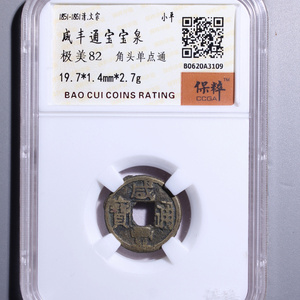 1851-1861清.文宗 小平
咸丰通宝宝泉
极美82 角头单点通
19.7*1.4mm*2.7g
B0620A3109
BAO CUI COINS RATING
保粹 TM
CCGA
咸
寶 通